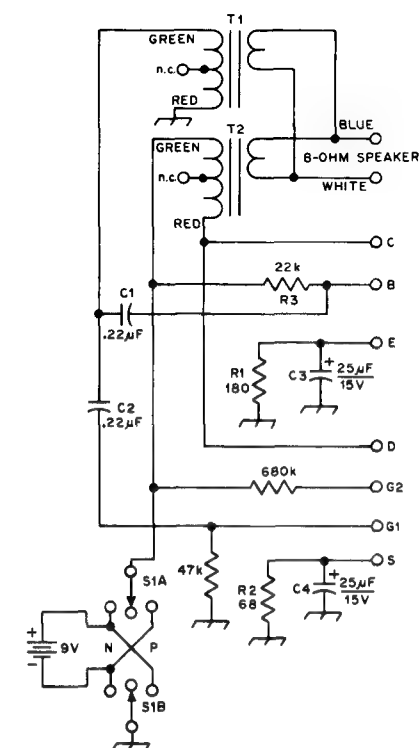 T1
GREEN
n.c.
RED
T2
GREEN
BLUE
8-OHM SPEAKER
n.c.
WHITE
RED
C
22k
B
R3
C1
.22µF
E
R1
180
C3
+
25µF
15V
C2
.22µF
D
680k
G2
G1
S
47k
S1A
R2
68
C4
+
25µF
15V
+
9V
-
N P
S1B